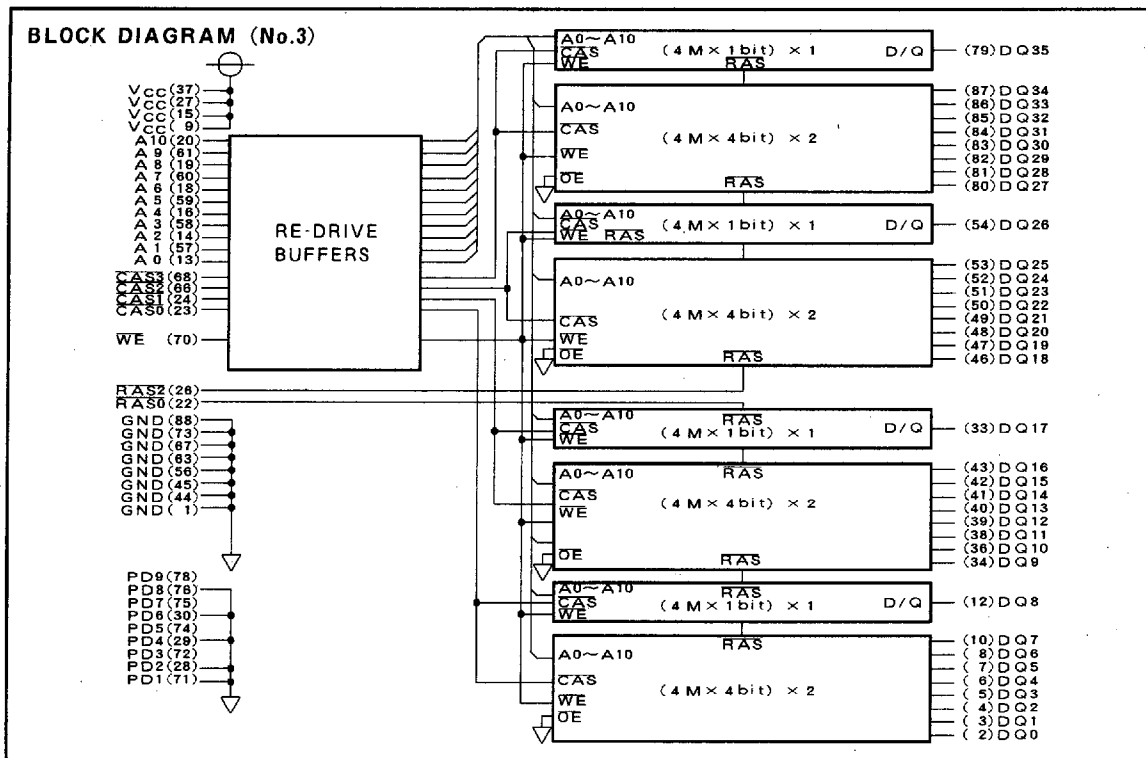 BLOCK DIAGRAM (No.3)
VCC(37)
VCC(27)
VCC(15)
VCC( 9)
A10(20)
A 9(61)
A 8(19)
A 7(60)
A 6(18)
A 5(59)
A 4(16)
A 3(58)
A 2(14)
A 1(57)
A 0(13)
CAS3(68)
CAS2(66)
CAS1(24)
CAS0(23)
WE (70)
RE-DRIVE
BUFFERS
RAS2(26)
RAS0(22)
GND(88)
GND(73)
GND(67)
GND(63)
GND(56)
GND(45)
GND(44)
GND( 1)
PD9(78)
PD8(76)
PD7(75)
PD6(30)
PD5(74)
PD4(29)
PD3(72)
PD2(28)
PD1(71)
A0~A10
CAS
WE
(4M×1bit) ×1
RAS
D/Q
(79)DQ35
A0~A10
CAS
WE
OE
(4M×4bit) ×2
RAS
(87)DQ34
(86)DQ33
(85)DQ32
(84)DQ31
(83)DQ30
(82)DQ29
(81)DQ28
(80)DQ27
A0~A10
CAS
WE RAS
(4M×1bit) ×1
D/Q
(54)DQ26
A0~A10
CAS
WE
OE
(4M×4bit) ×2
RAS
(53)DQ25
(52)DQ24
(51)DQ23
(50)DQ22
(49)DQ21
(48)DQ20
(47)DQ19
(46)DQ18
A0~A10
CAS
WE
RAS
(4M×1bit) ×1
D/Q
(33)DQ17
RAS
A0~A10
CAS
WE
OE
(4M×4bit) ×2
RAS
(43)DQ16
(42)DQ15
(41)DQ14
(40)DQ13
(39)DQ12
(38)DQ11
(36)DQ10
(34)DQ9
A0~A10
CAS
WE
RAS
(4M×1bit) ×1
D/Q
(12)DQ8
RAS
A0~A10
CAS
WE
OE
(4M×4bit) ×2
(10)DQ7
( 8)DQ6
( 7)DQ5
( 6)DQ4
( 5)DQ3
( 4)DQ2
( 3)DQ1
( 2)DQ0